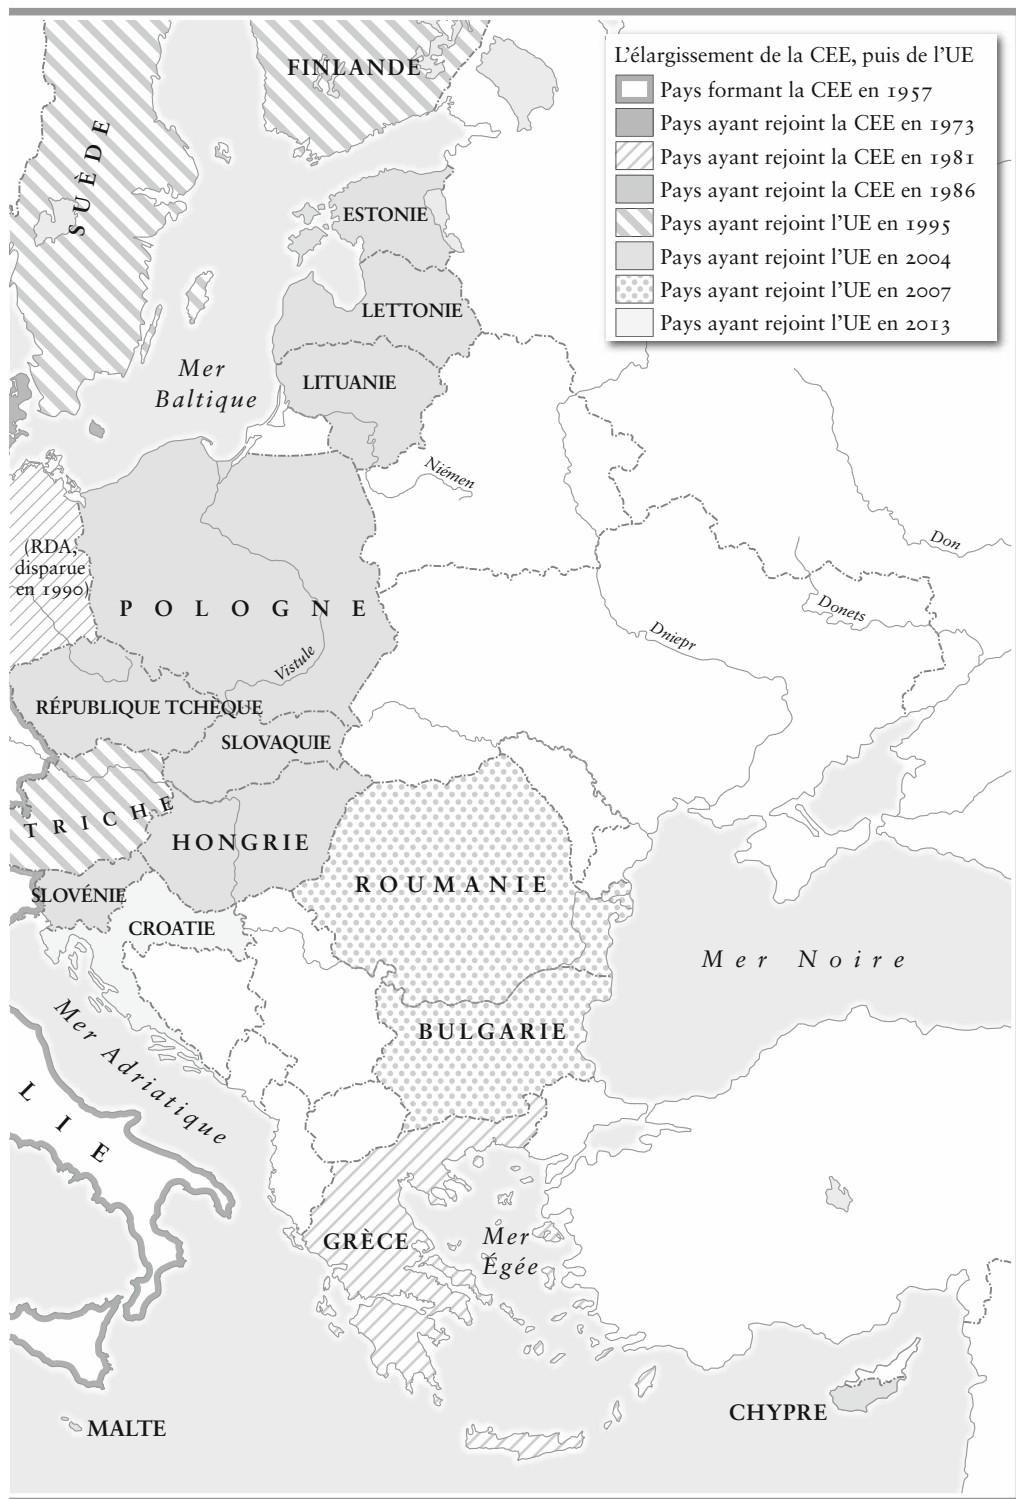 L'élargissement de la CEE, puis de l'UE
Pays formant la CEE en 1957
Pays ayant rejoint la CEE en 1973
Pays ayant rejoint la CEE en 1981
Pays ayant rejoint la CEE en 1986
Pays ayant rejoint l'UE en 1995
Pays ayant rejoint l'UE en 2004
Pays ayant rejoint l'UE en 2007
Pays ayant rejoint l'UE en 2013
FINLANDE
SUÈDE
ESTONIE
LETTONIE
LITUANIE
Mer
Baltique
Niémen
Don
(RDA,
disparue
en 1990)
POLOGNE
Donets
Dniepr
Vistule
RÉPUBLIQUE TCHÈQUE
SLOVAQUIE
TRICHE
HONGRIE
ROUMANIE
SLOVÉNIE
CROATIE
Mer Noire
Mer Adriatique
BULGARIE
LIE
GRÈCE
Mer
Égée
CHYPRE
MALTE